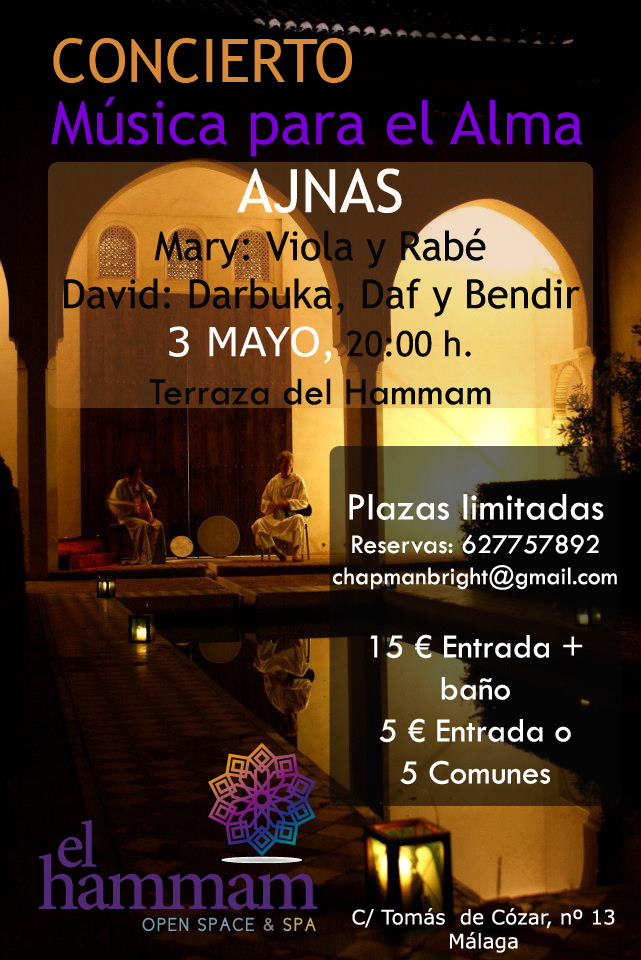 CONCIERTO
Música para el Alma
AJNAS
Mary: Viola y Rabé
David: Darbuka, Daf y Bendir
3 MAYO, 20:00 h.
Terraza del Hammam
Plazas limitadas
Reservas: 627757892
chapmanbright@gmail.com
15 € Entrada +
baño
5 € Entrada o
5 Comunes
el
hammam
OPEN SPACE & SPA
C/ Tomás de Cózar, nº 13
Málaga